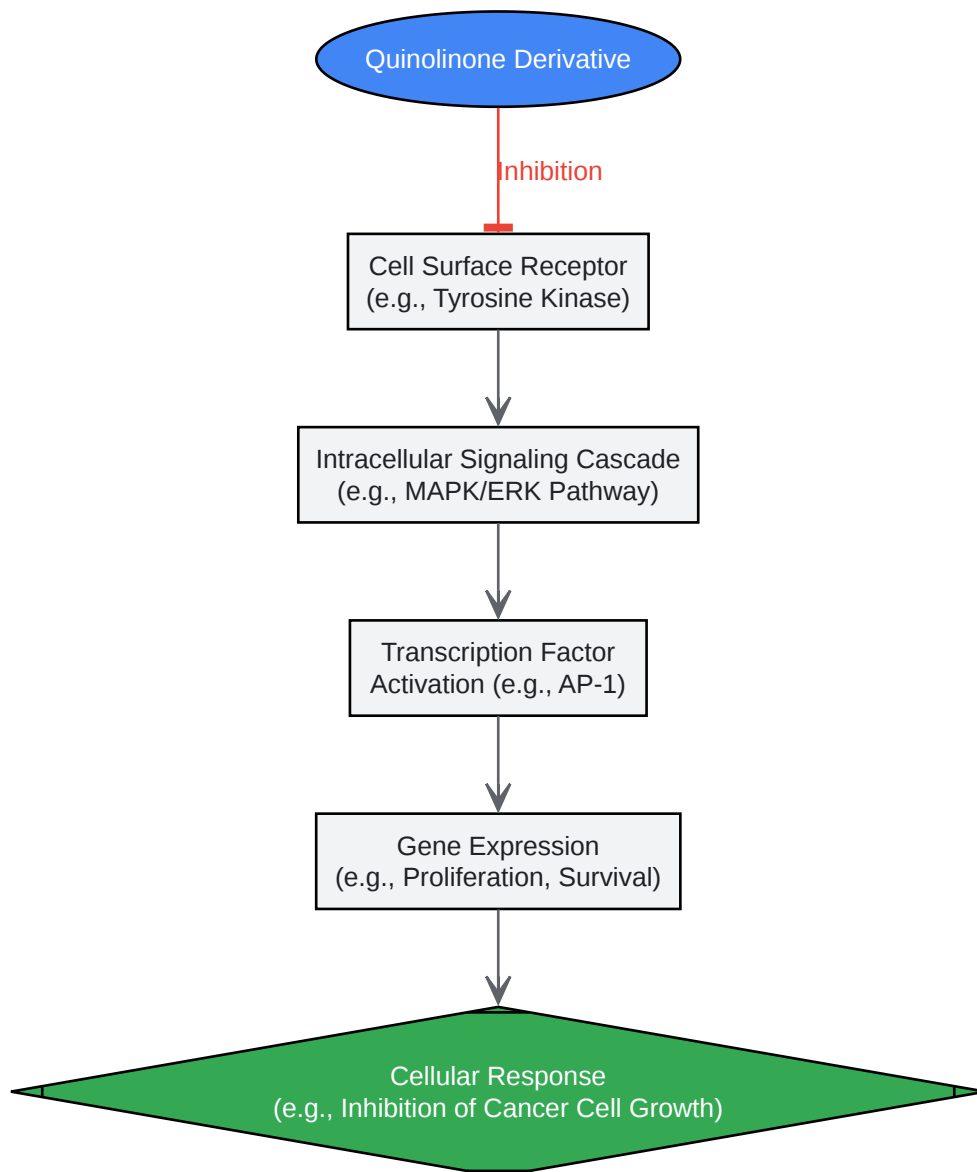 Quinolinone Derivative
Inhibition
Cell Surface Receptor
(e.g., Tyrosine Kinase)
Intracellular Signaling Cascade
(e.g., MAPK/ERK Pathway)
Transcription Factor
Activation (e.g., AP-1)
Gene Expression
(e.g., Proliferation, Survival)
Cellular Response
(e.g., Inhibition of Cancer Cell Growth)